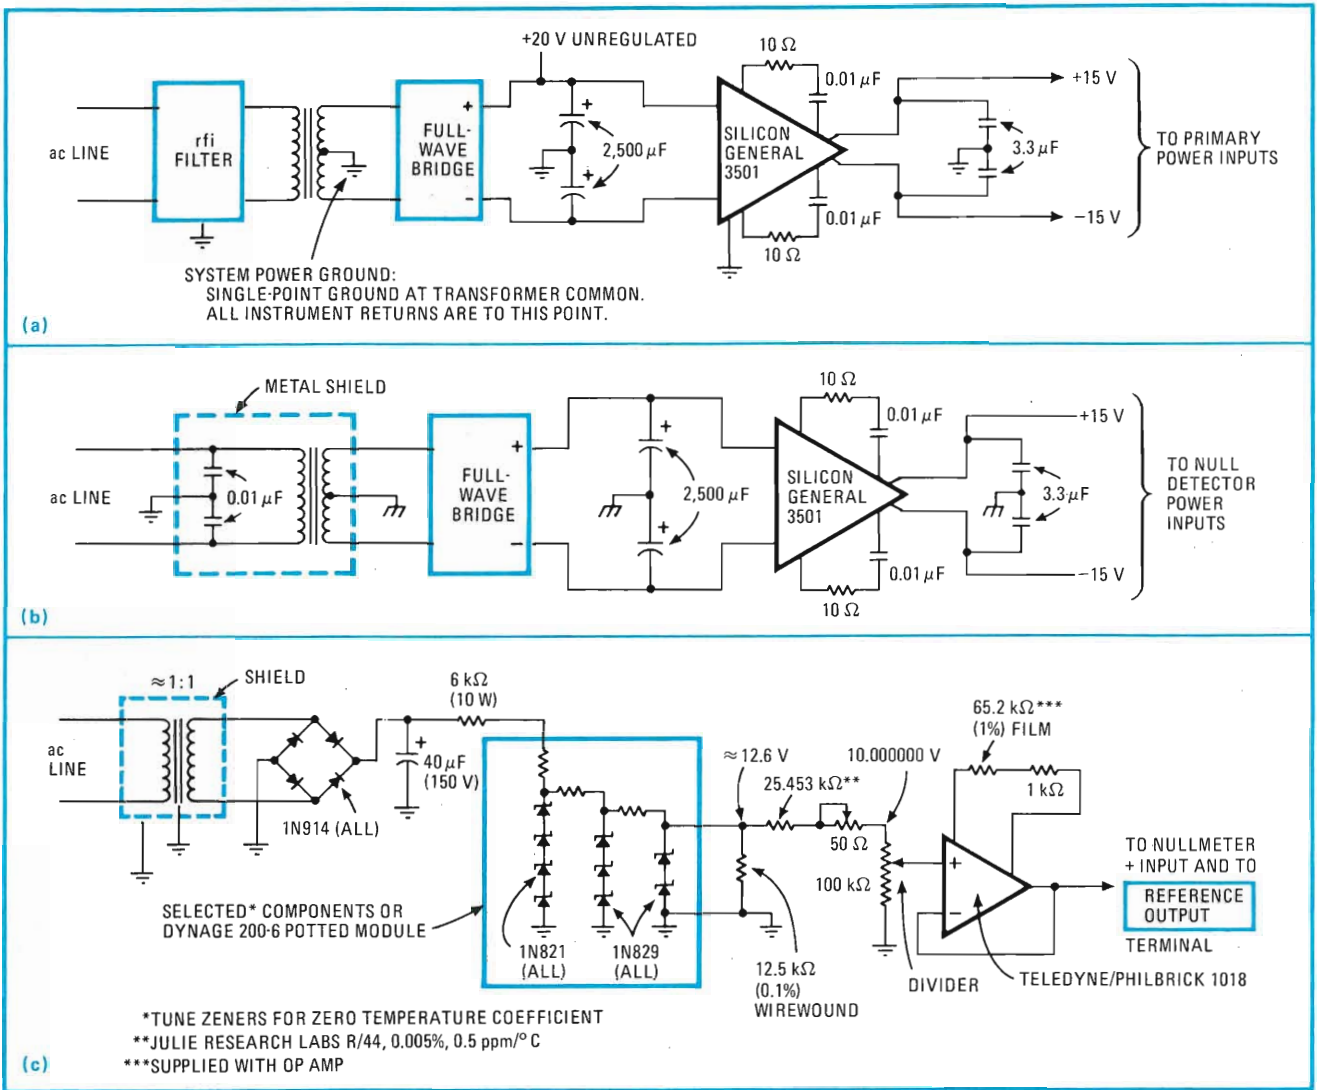 +20 V UNREGULATED
10 Ω
0.01 µF
+15 V
rfi
FILTER
ac LINE
+
FULL-
WAVE
BRIDGE
−
+
2,500 µF
+
SILICON
GENERAL
3501
3.3 µF
TO PRIMARY
POWER INPUTS
0.01 µF
−15 V
10 Ω
SYSTEM POWER GROUND:
SINGLE-POINT GROUND AT TRANSFORMER COMMON.
ALL INSTRUMENT RETURNS ARE TO THIS POINT.
(a)
METAL SHIELD
10 Ω
0.01 µF
+15 V
ac LINE
0.01 µF
+
FULL-
WAVE
BRIDGE
−
+
2,500 µF
+
SILICON
GENERAL
3501
3.3 µF
TO NULL
DETECTOR
POWER
INPUTS
0.01 µF
−15 V
10 Ω
(b)
≈ 1:1
SHIELD
ac
LINE
1N914 (ALL)
+
40 µF
(150 V)
6 kΩ
(10 W)
≈ 12.6 V
25.453 kΩ**
10.000000 V
50 Ω
100 kΩ
65.2 kΩ***
(1%) FILM
1 kΩ
+
−
TO NULLMETER
+ INPUT AND TO
REFERENCE
OUTPUT
TERMINAL
SELECTED* COMPONENTS OR
DYNAGE 200-6 POTTED MODULE
1N821
(ALL)
1N829
(ALL)
12.5 kΩ
(0.1%)
WIREWOUND
DIVIDER
TELEDYNE/PHILBRICK 1018
*TUNE ZENERS FOR ZERO TEMPERATURE COEFFICIENT
**JULIE RESEARCH LABS R/44, 0.005%, 0.5 ppm/°C
***SUPPLIED WITH OP AMP
(c)